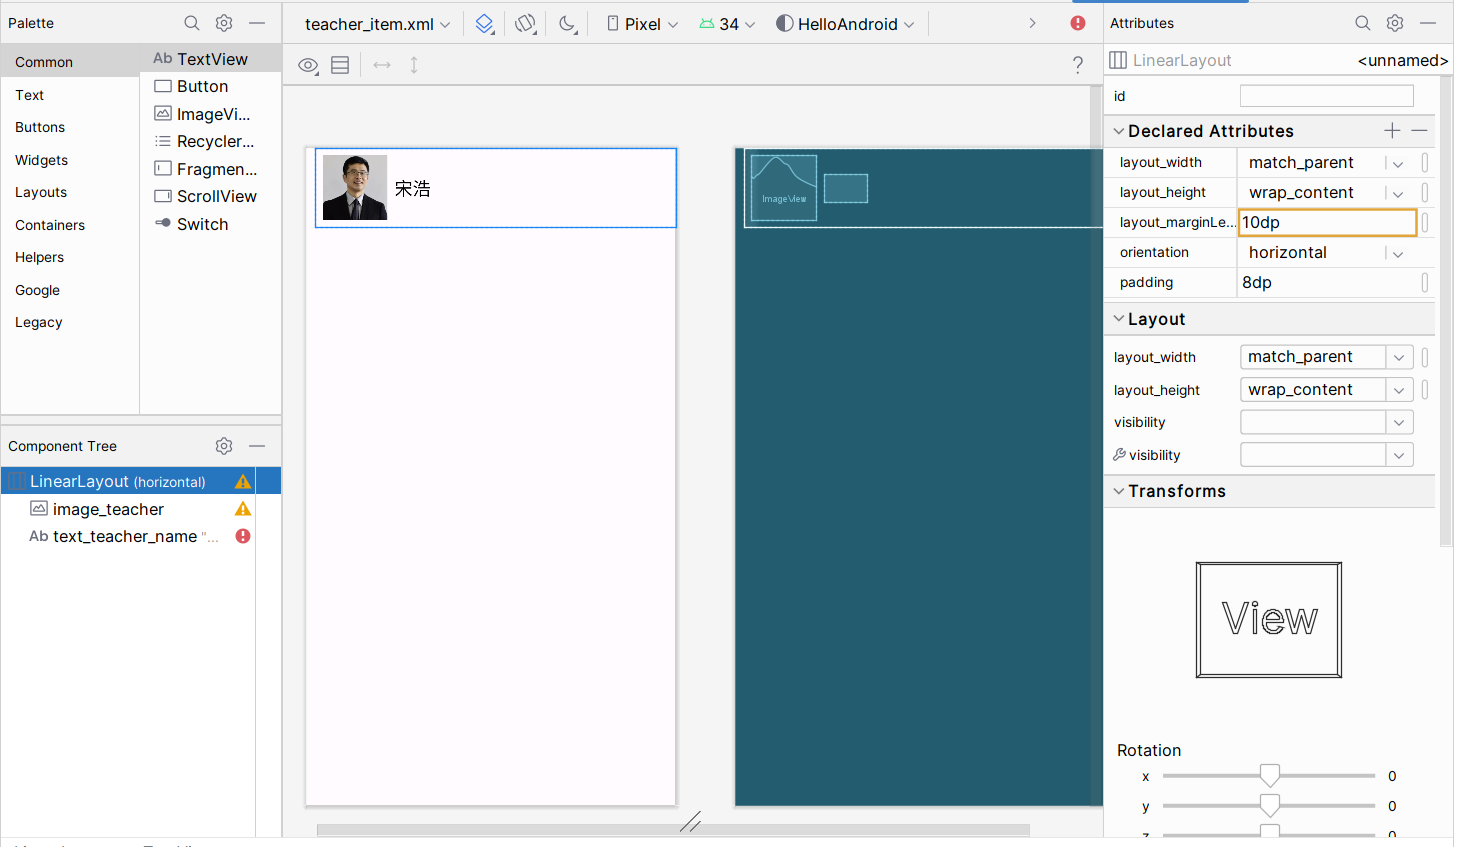 Palette
Common
Text
Buttons
Widgets
Layouts
Containers
Helpers
Google
Legacy
Ab TextView
Button
ImageVi...
Recycler...
Fragmen...
ScrollView
Switch
Component Tree
LinearLayout (horizontal)
image_teacher
Ab text_teacher_name "...
teacher_item.xml
Pixel
34
HelloAndroid
?
宋浩
ImageView
Attributes
LinearLayout <unnamed>
id
Declared Attributes
layout_width match_parent
layout_height wrap_content
layout_marginLe... 10dp
orientation horizontal
padding 8dp
Layout
layout_width match_parent
layout_height wrap_content
visibility
visibility
Transforms
View
Rotation
x 0
y 0
z 0